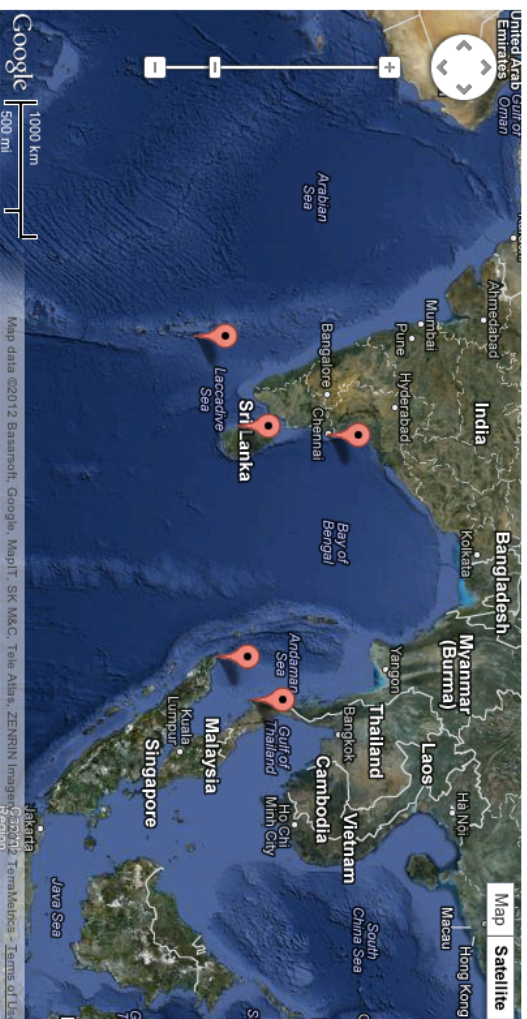 United Arab
Emirates
Gulf of
Oman
Map
Satellite
Ahmedabad
India
Bangladesh
Kolkata
Myanmar
(Burma)
Laos
Ha Nội
Macau
Hong Kong
Mumbai
Pune
Hyderabad
Arabian
Sea
Bangalore
Chennai
Bay of
Bengal
Yangon
Thailand
Bangkok
Vietnam
Cambodia
Ho Chi
Minh City
South
China Sea
Andaman
Sea
Gulf of
Thailand
Laccadive
Sea
Sri Lanka
Malaysia
Kuala
Lumpur
Singapore
Jakarta
Java Sea
Google
1000 km
500 mi
Map data ©2012 Basarsoft, Google, MapIT, SK M&C, Tele Atlas, ZENRIN Imagery TerraMetrics - Terms of Us